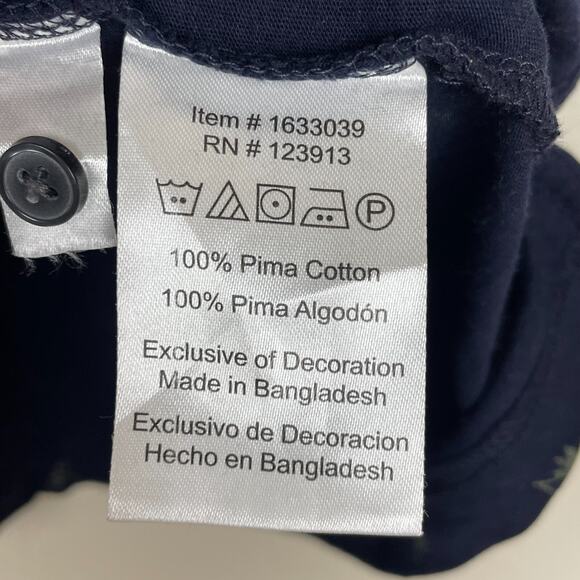 Item # 1633039
RN # 123913
P
100% Pima Cotton
100% Pima Algodón
Exclusive of Decoration
Made in Bangladesh
Exclusivo de Decoracion
Hecho en Bangladesh